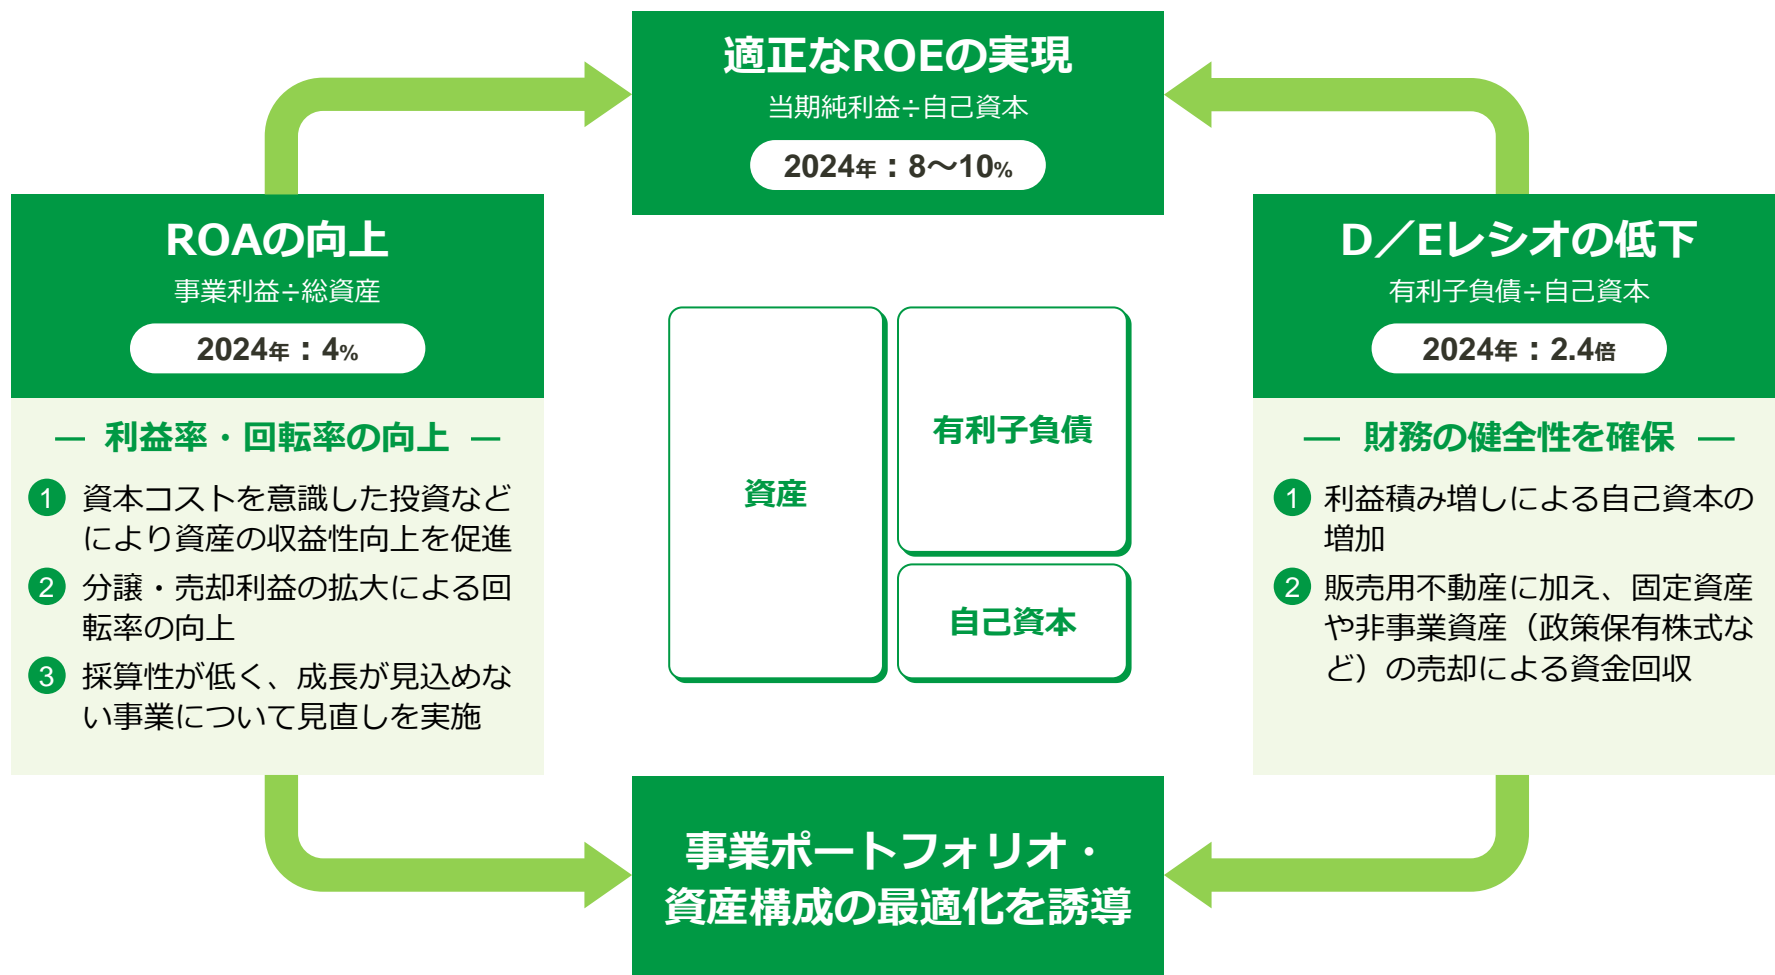 適正なROEの実現
当期純利益÷自己資本
2024年：8～10%
ROAの向上
事業利益÷総資産
2024年：4%
利益率・回転率の向上
1 資本コストを意識した投資など
により資産の収益性向上を促進
2 分譲・売却利益の拡大による回
転率の向上
3 採算性が低く、成長が見込めな
い事業について見直しを実施
資産
有利子負債
自己資本
D／Eレシオの低下
有利子負債÷自己資本
2024年：2.4倍
財務の健全性を確保
1 利益積み増しによる自己資本の
増加
2 販売用不動産に加え、固定資産
や非事業資産（政策保有株式な
ど）の売却による資金回収
事業ポートフォリオ・
資産構成の最適化を誘導